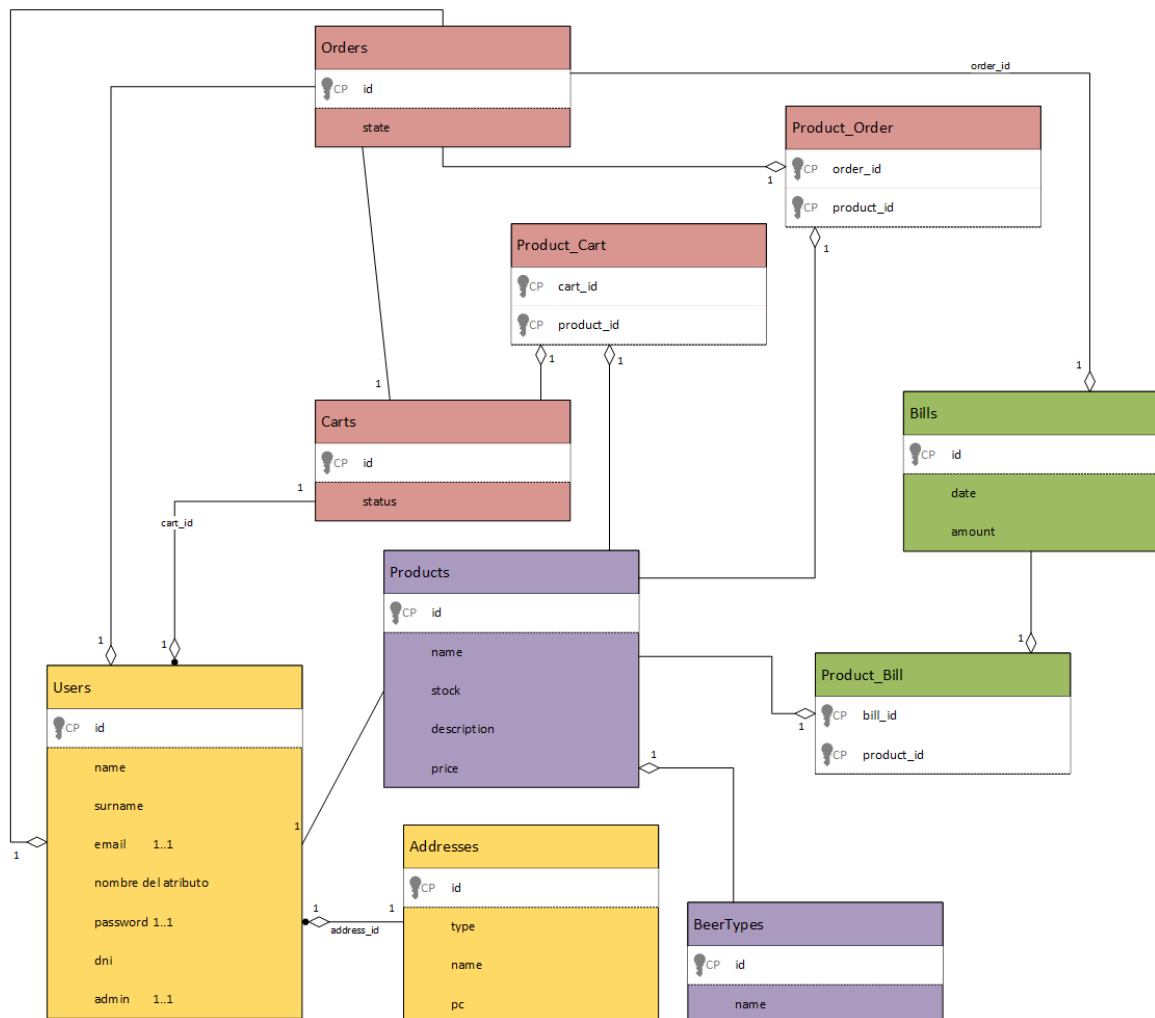 Orders
CP id
state
order_id
Product_Order
CP order_id
CP product_id
1
1
Product_Cart
CP cart_id
CP product_id
1
1
1
1
Carts
CP id
status
1
cart_id
Bills
CP id
date
amount
Products
CP id
name
stock
description
price
1
1
1
Product_Bill
CP bill_id
CP product_id
1
1
1
Users
CP id
name
surname
email 1..1
nombre del atributo
password 1..1
dni
admin 1..1
1
1
1
1
address_id
Addresses
CP id
type
name
pc
BeerTypes
CP id
name